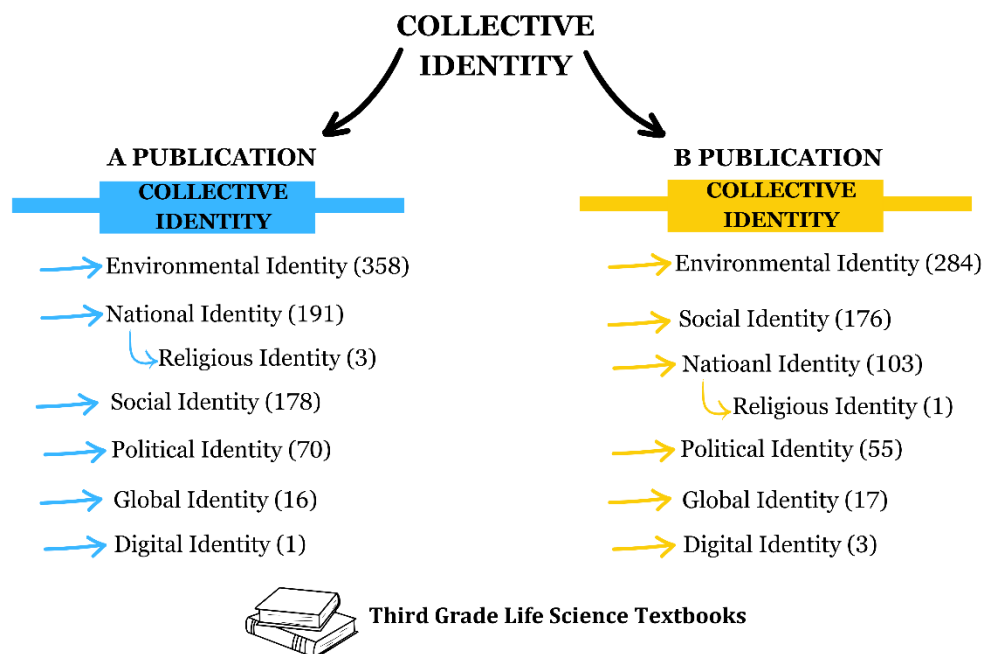 COLLECTIVE
IDENTITY
A PUBLICATION
COLLECTIVE
IDENTITY
Environmental Identity (358)
National Identity (191)
Religious Identity (3)
Social Identity (178)
Political Identity (70)
Global Identity (16)
Digital Identity (1)
B PUBLICATION
COLLECTIVE
IDENTITY
Environmental Identity (284)
Social Identity (176)
Natioanl Identity (103)
Religious Identity (1)
Political Identity (55)
Global Identity (17)
Digital Identity (3)
Third Grade Life Science Textbooks